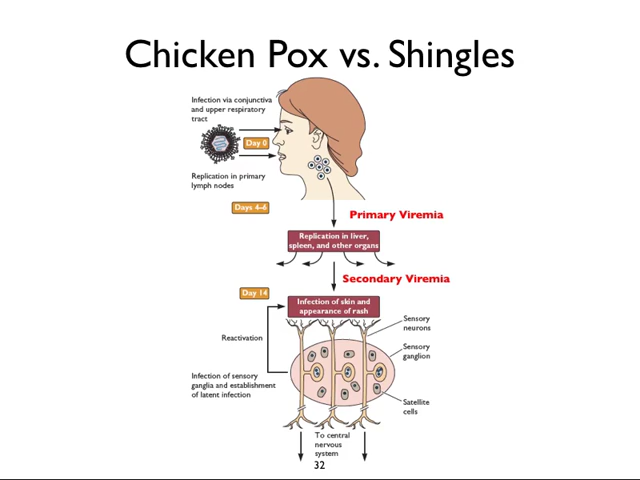 Chicken Pox vs. Shingles
Infection via conjunctiva
and upper respiratory
tract
Day 0
Replication in primary
lymph nodes
Days 4–6
Primary Viremia
Replication in liver,
spleen, and other organs
Secondary Viremia
Day 14
Infection of skin and
appearance of rash
Sensory
neurons
Reactivation
Sensory
ganglion
Infection of sensory
ganglia and establishment
of latent infection
Satellite
cells
To central
nervous
system
32